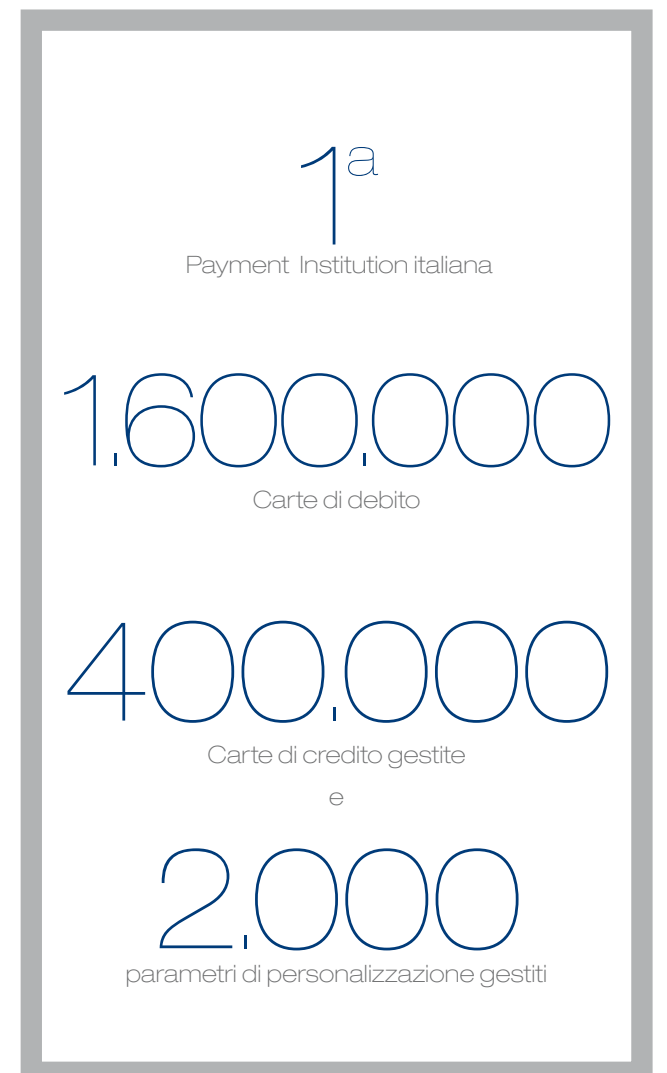 1a
Payment Institution italiana
1,600,000
Carte di debito
400,000
Carte di credito gestite
e
2,000
parametri di personalizzazione gestiti